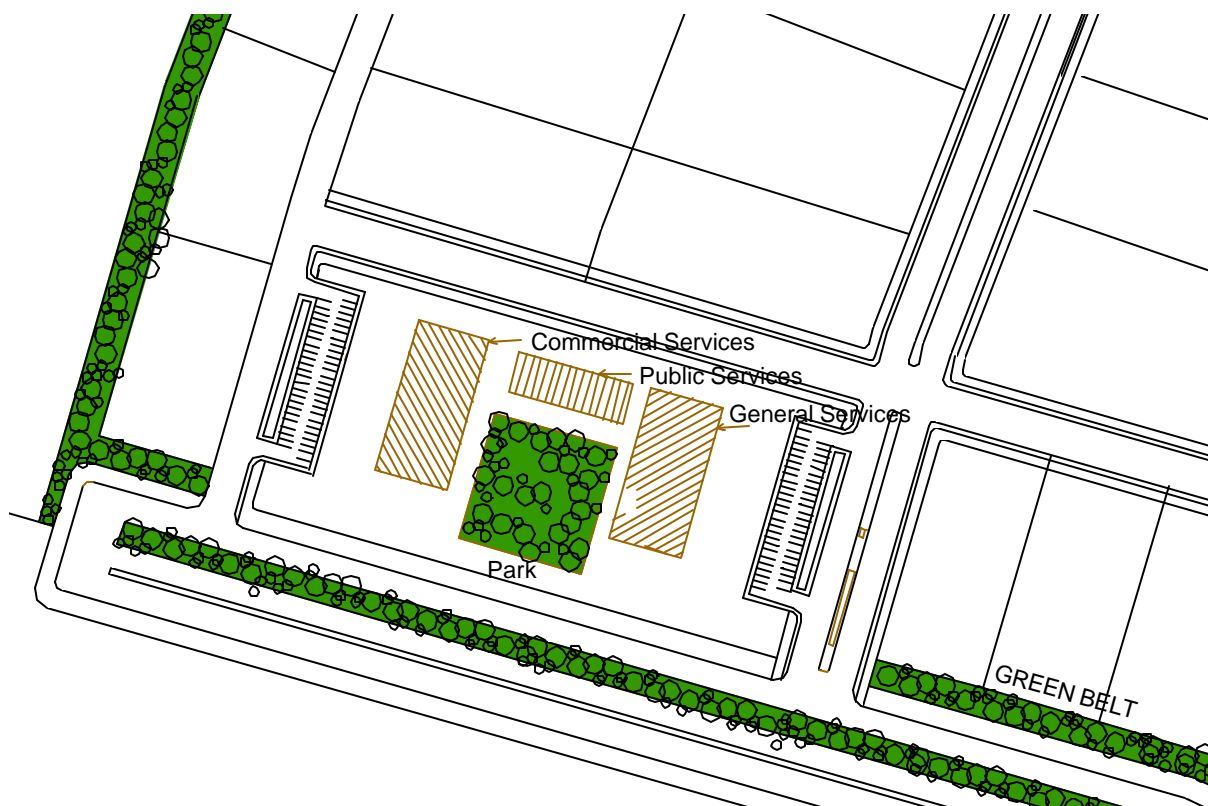 Commercial Services
Public Services
General Services
Park
GREEN BELT